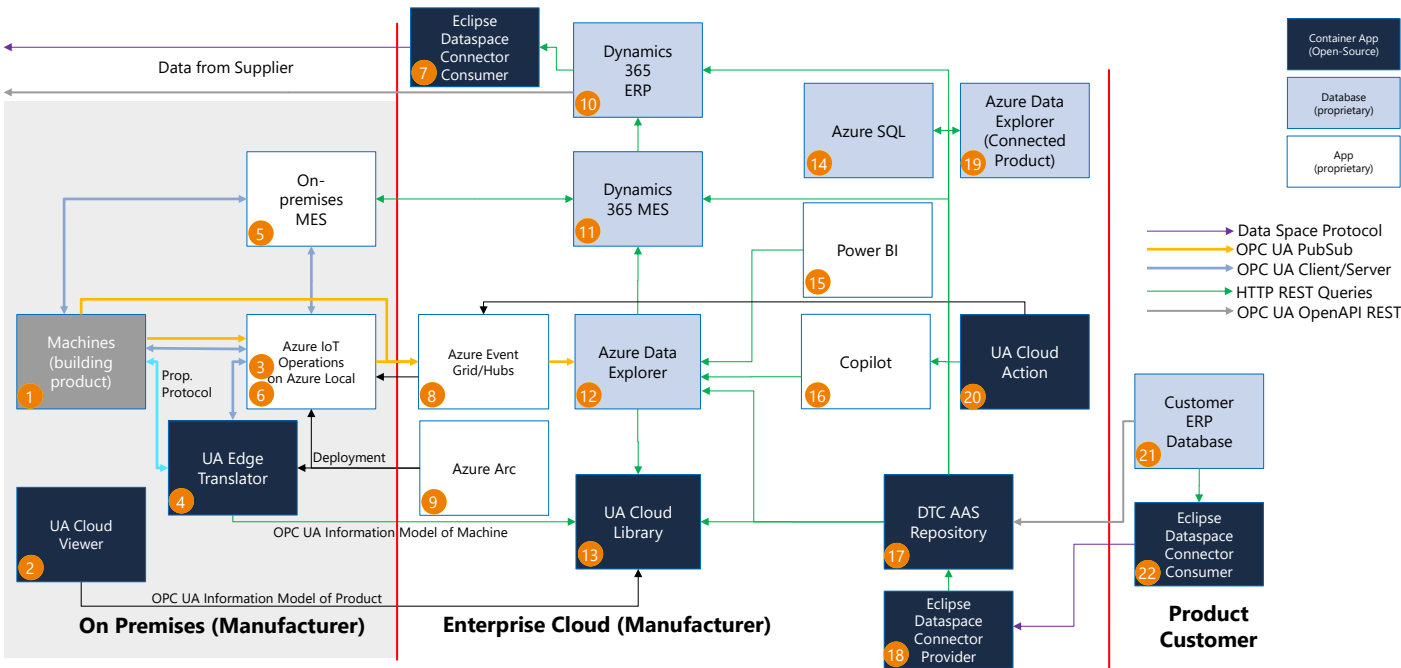 Eclipse
Dataspace
Connector
Consumer
7
Data from Supplier
Dynamics
365
ERP
10
Azure SQL
14
Azure Data
Explorer
(Connected
Product)
19
Container App
(Open-Source)
Database
(proprietary)
App
(proprietary)
On-
premises
MES
5
Dynamics
365 MES
11
Power BI
15
Data Space Protocol
OPC UA PubSub
OPC UA Client/Server
HTTP REST Queries
OPC UA OpenAPI REST
Machines
(building
product)
1
Prop.
Protocol
Azure IoT
Operations
on Azure Local
3
6
Azure Event
Grid/Hubs
8
Azure Data
Explorer
12
Copilot
16
UA Cloud
Action
20
Customer
ERP
Database
21
UA Edge
Translator
4
Deployment
Azure Arc
9
UA Cloud
Viewer
2
OPC UA Information Model of Machine
UA Cloud
Library
13
DTC AAS
Repository
17
Eclipse
Dataspace
Connector
Consumer
22
OPC UA Information Model of Product
Eclipse
Dataspace
Connector
Provider
18
On Premises (Manufacturer)
Enterprise Cloud (Manufacturer)
Product
Customer